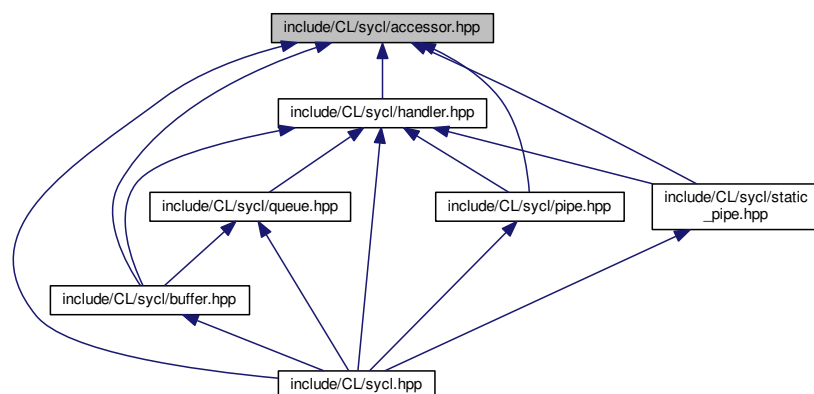 include/CL/sycl/accessor.hpp
include/CL/sycl/handler.hpp
include/CL/sycl/queue.hpp
include/CL/sycl/pipe.hpp
include/CL/sycl/static
_pipe.hpp
include/CL/sycl/buffer.hpp
include/CL/sycl.hpp